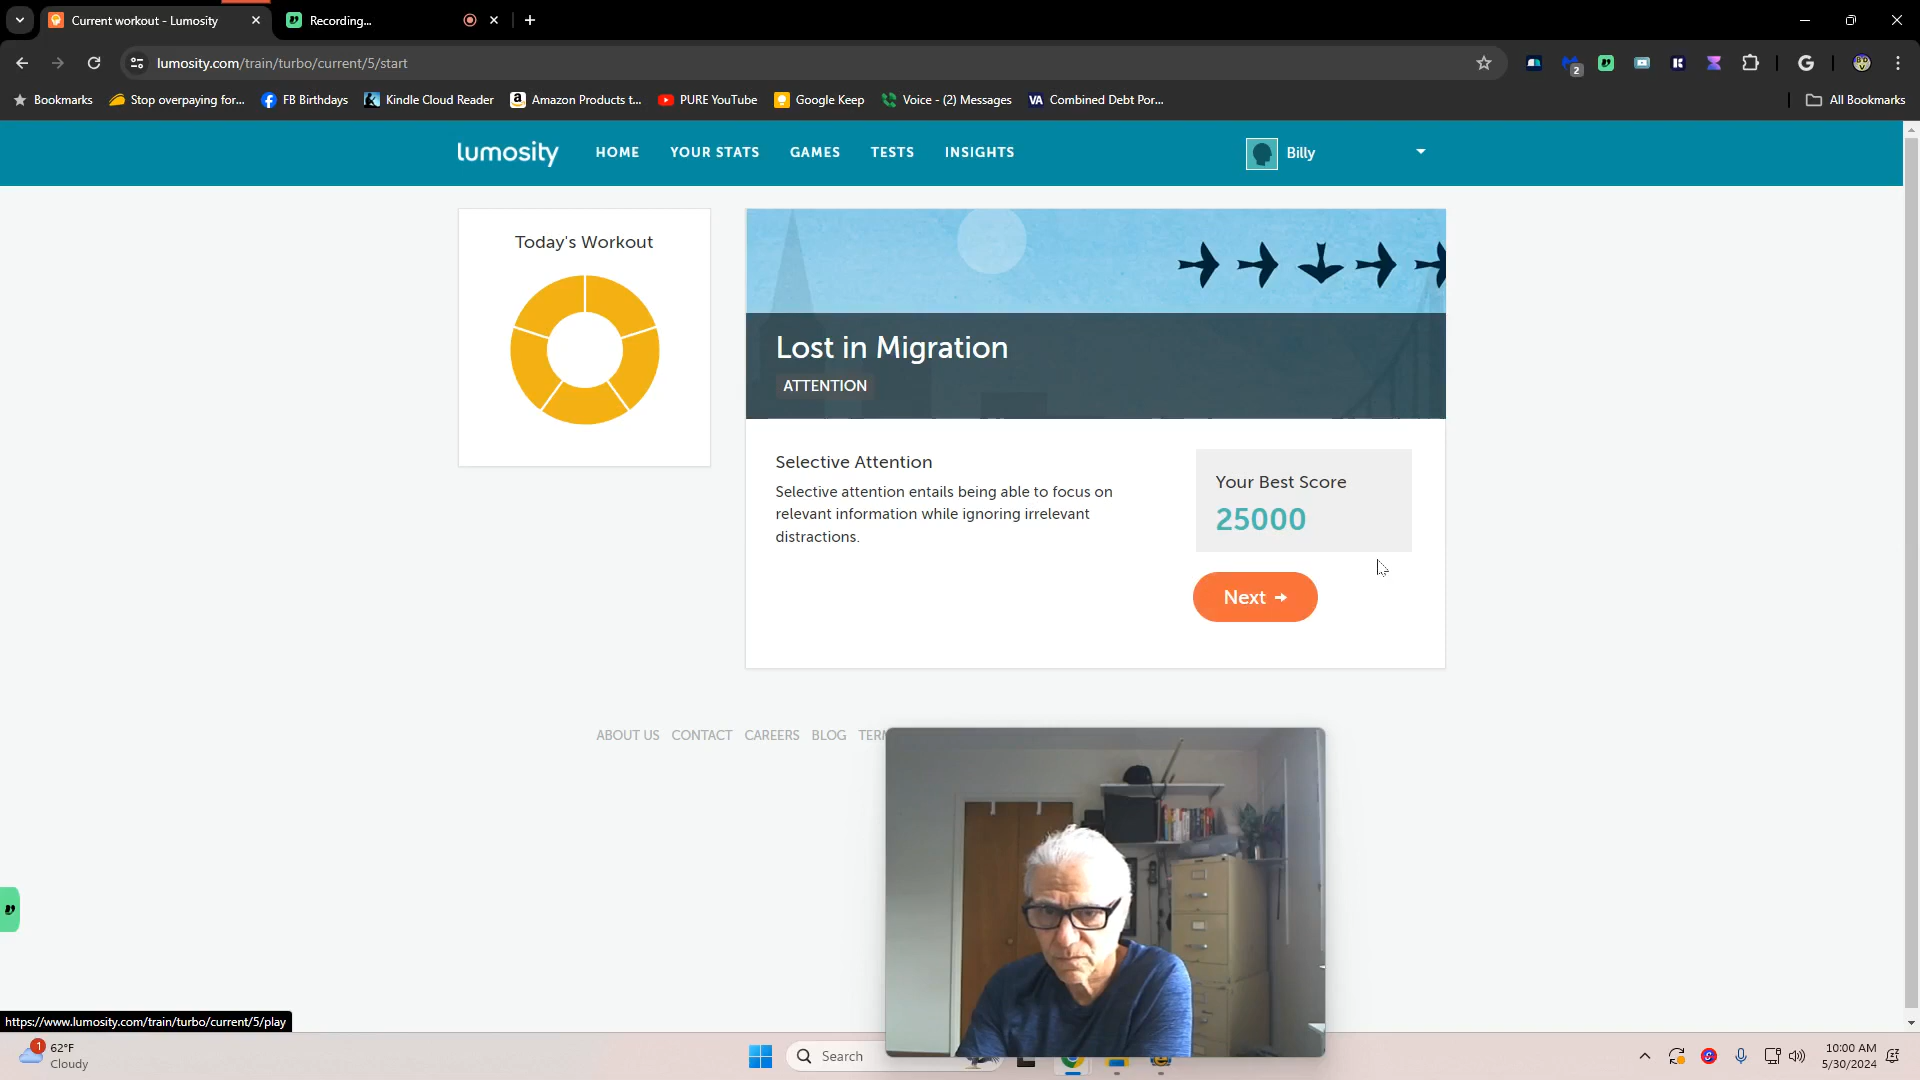 Current workout - Lumosity
Recording...
lumosity.com/train/turbo/current/5/start
2
Bookmarks
Stop overpaying for...
FB Birthdays
Kindle Cloud Reader
Amazon Products t...
PURE YouTube
Google Keep
Voice - (2) Messages
VA Combined Debt Por...
All Bookmarks
lumosity
HOME
YOUR STATS
GAMES
TESTS
INSIGHTS
Billy
Today's Workout
Lost in Migration
ATTENTION
Selective Attention
Selective attention entails being able to focus on
relevant information while ignoring irrelevant
distractions.
Your Best Score
25000
Next
ABOUT US CONTACT CAREERS BLOG
https://www.lumosity.com/train/turbo/current/5/play
1
62°F
Cloudy
Search
10:00 AM
5/30/2024